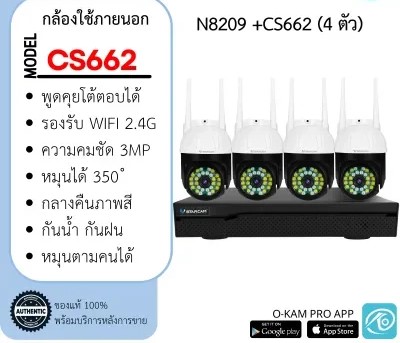 กล้องใช้ภายนอก
MODEL
CS662
• พูดคุยโต้ตอบได้
• รองรับ WIFI 2.4G
• ความคมชัด 3MP
• หมุนได้ 350°
• กลางคืนภาพสี
• กันน้ำ กันฝน
• หมุนตามคนได้
AUTHENTIC
ของแท้ 100%
พร้อมบริการหลังการขาย
N8209 +CS662 (4 ตัว)
VSTARCAM
O-KAM PRO APP
GET IT ON
Google play
Download on the
App Store